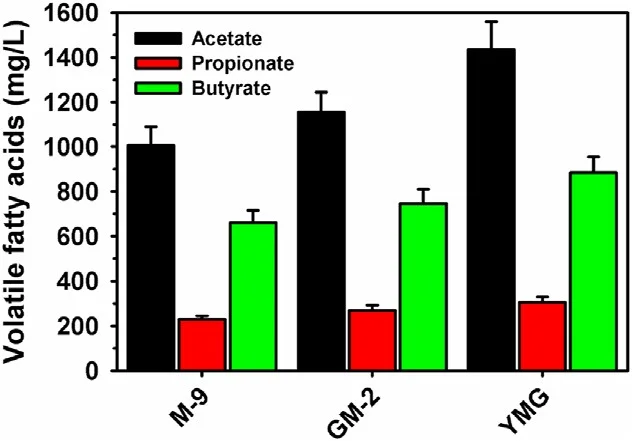 Volatile fatty acids (mg/L)
1600
1400
1200
1000
800
600
400
200
0
Acetate
Propionate
Butyrate
M-9
GM-2
YMG